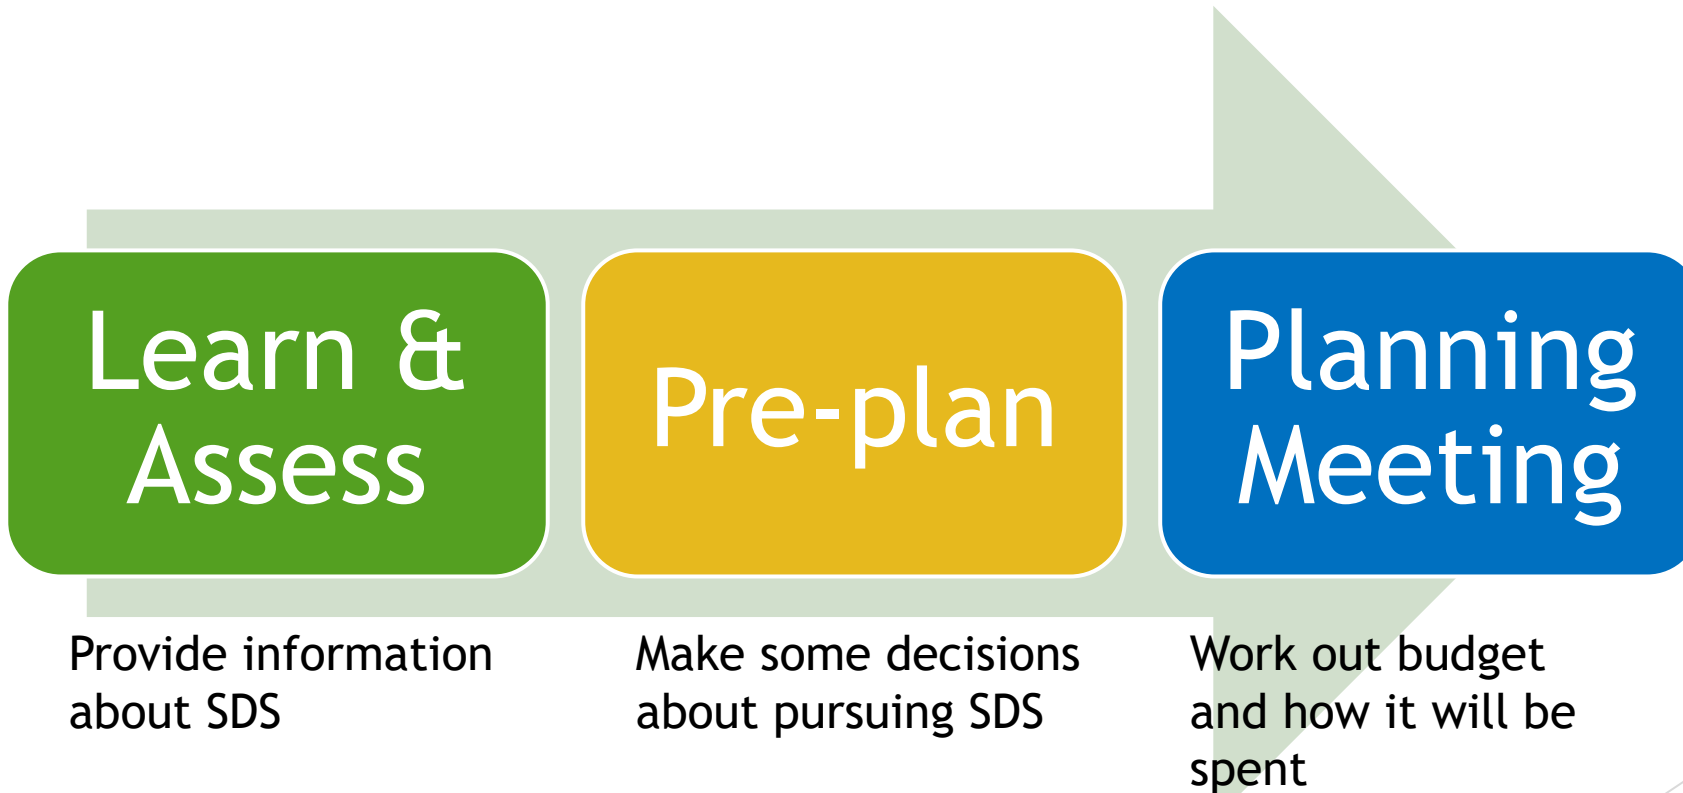 Learn &
Assess
Pre-plan
Planning
Meeting
Provide information
about SDS
Make some decisions
about pursuing SDS
Work out budget
and how it will be
spent